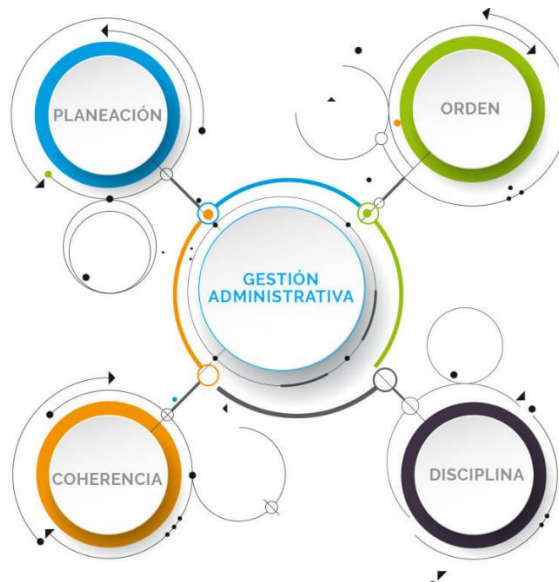 PLANEACIÓN
ORDEN
GESTIÓN
ADMINISTRATIVA
COHERENCIA
DISCIPLINA